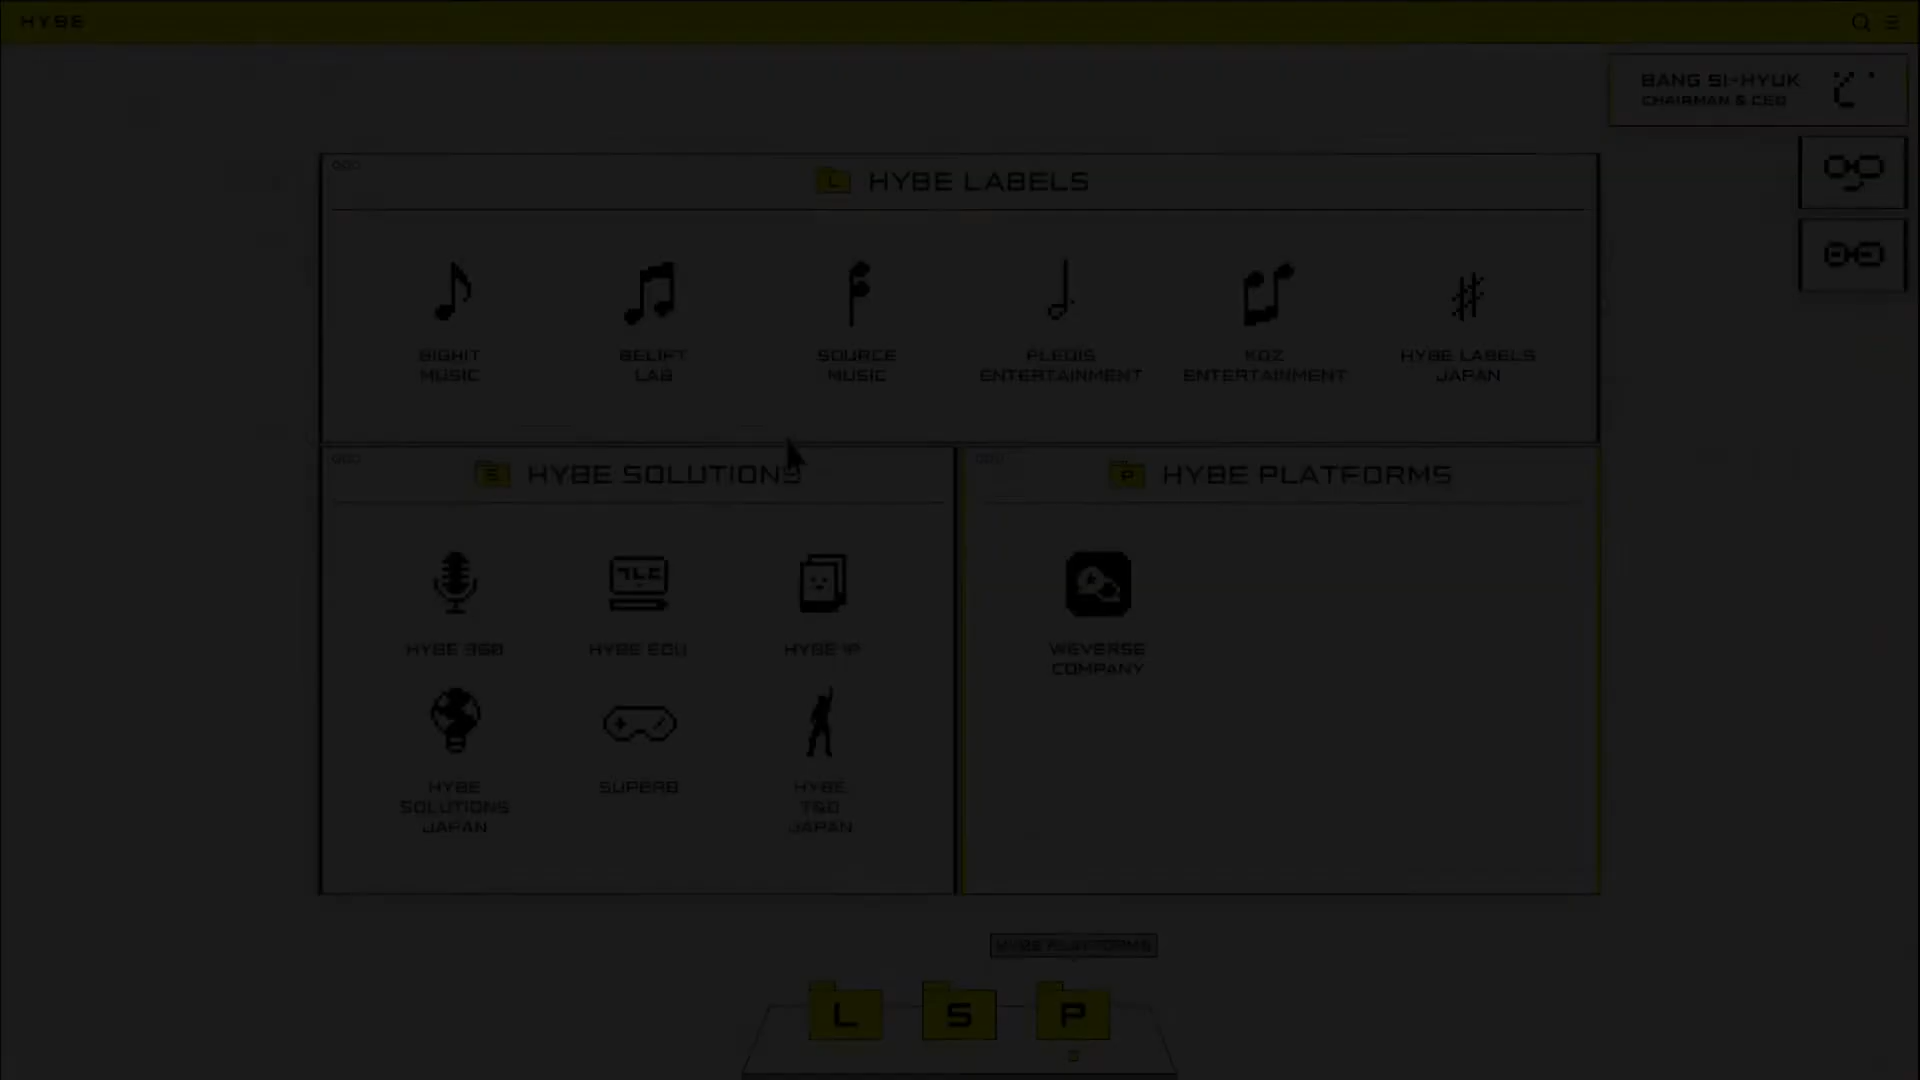 HYBE
BANG SI-HYUK
CHAIRMAN & CEO
L HYBE LABELS
BIGHIT
MUSIC
BELIFT
LAB
SOURCE
MUSIC
PLEDIS
ENTERTAINMENT
KOZ
ENTERTAINMENT
HYBE LABELS
JAPAN
S HYBE SOLUTIONS
HYBE 360
HYBE EDU
HYBE IP
HYBE
SOLUTIONS
JAPAN
SUPERB
HYBE
T&D
JAPAN
P HYBE PLATFORMS
WEVERSE
COMPANY
HYBE PLATFORMS
L
S
P